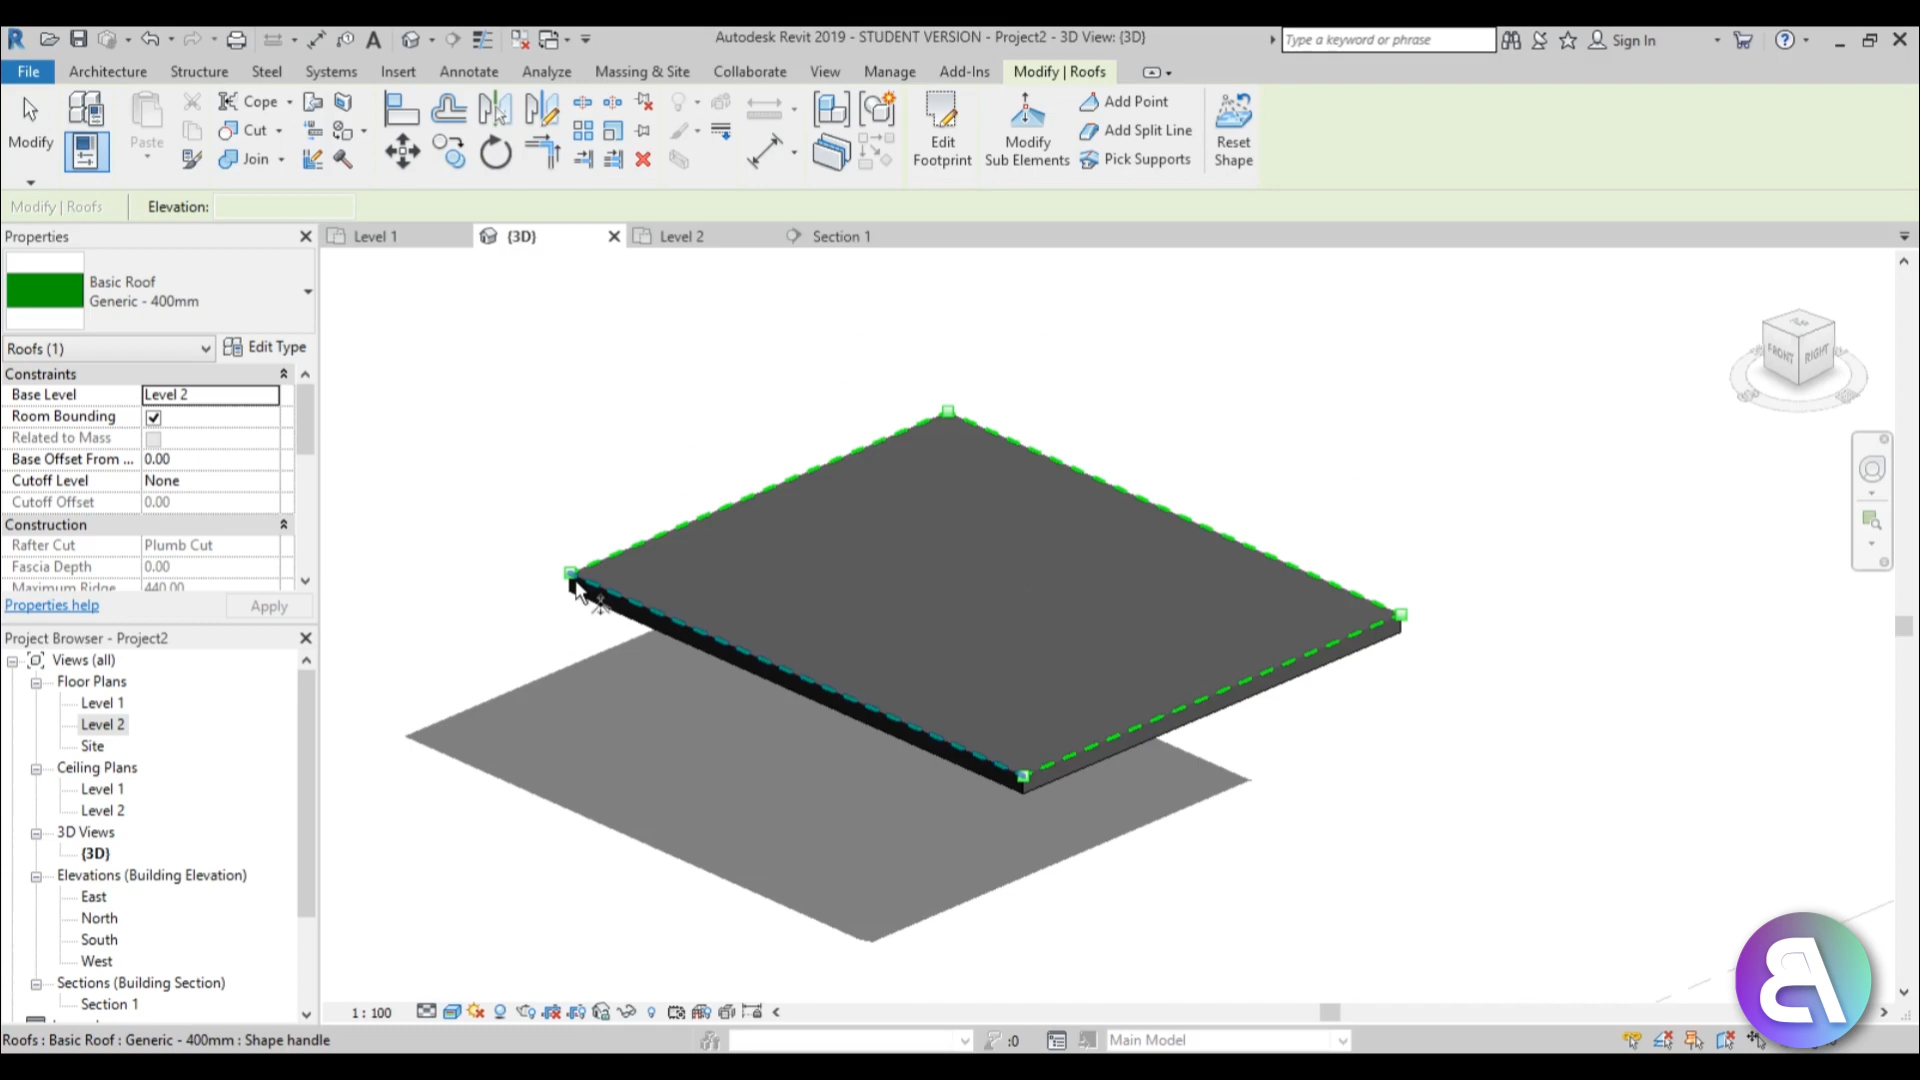 Autodesk Revit 2019 - STUDENT VERSION - Project2 - 3D View: {3D}
Type a keyword or phrase
Sign In
File
Architecture
Structure
Steel
Systems
Insert
Annotate
Analyze
Massing & Site
Collaborate
View
Manage
Add-Ins
Modify | Roofs
Modify
Paste
Cope
Cut
Join
Edit
Footprint
Modify
Sub Elements
Add Point
Add Split Line
Pick Supports
Reset
Shape
Modify | Roofs
Elevation:
Properties
Level 1
{3D}
Level 2
Section 1
Basic Roof
Generic - 400mm
Roofs (1)
Edit Type
Constraints
Base Level Level 2
Room Bounding
Related to Mass
Base Offset From ... 0.00
Cutoff Level None
Cutoff Offset 0.00
Construction
Rafter Cut Plumb Cut
Fascia Depth 0.00
Maximum Ridge 440.00
Properties help
Apply
Project Browser - Project2
Views (all)
Floor Plans
Level 1
Level 2
Site
Ceiling Plans
Level 1
Level 2
3D Views
{3D}
Elevations (Building Elevation)
East
North
South
West
Sections (Building Section)
Section 1
FRONT
RIGHT
1 : 100
Roofs : Basic Roof : Generic - 400mm : Shape handle
:0
Main Model